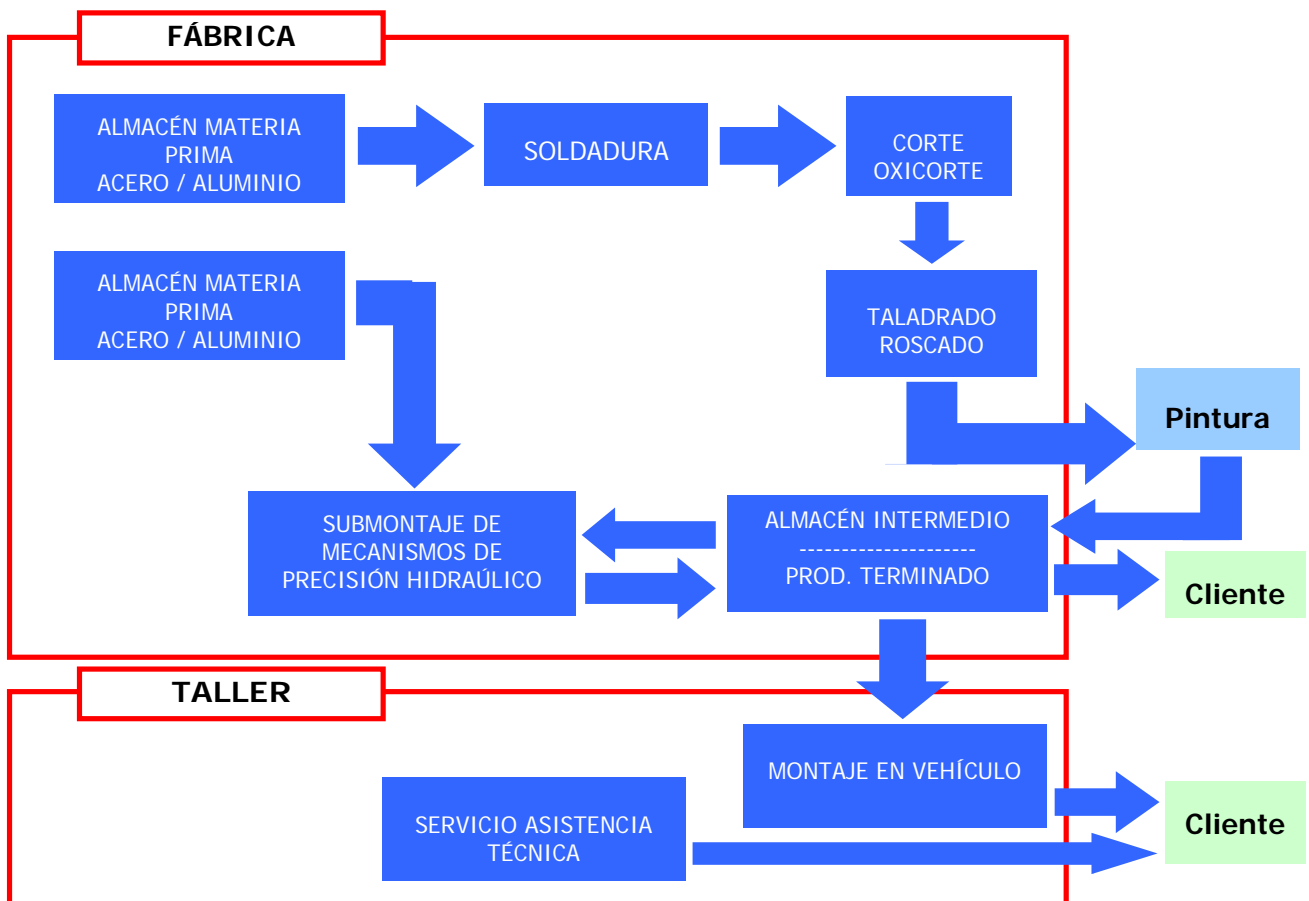 FÁBRICA
ALMACÉN MATERIA
PRIMA
ACERO / ALUMINIO
SOLDADURA
CORTE
OXICORTE
ALMACÉN MATERIA
PRIMA
ACERO / ALUMINIO
TALADRADO
ROSCADO
Pintura
SUBMONTAJE DE
MECANISMOS DE
PRECISIÓN HIDRAÚLICO
ALMACÉN INTERMEDIO
---------------------
PROD. TERMINADO
Cliente
TALLER
MONTAJE EN VEHÍCULO
SERVICIO ASISTENCIA
TÉCNICA
Cliente